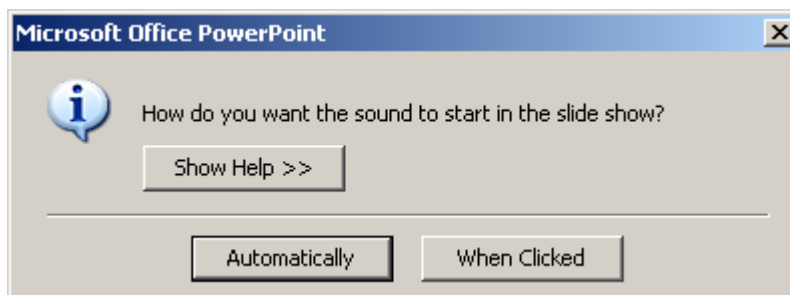 Microsoft Office PowerPoint
How do you want the sound to start in the slide show?
Show Help >>
Automatically
When Clicked